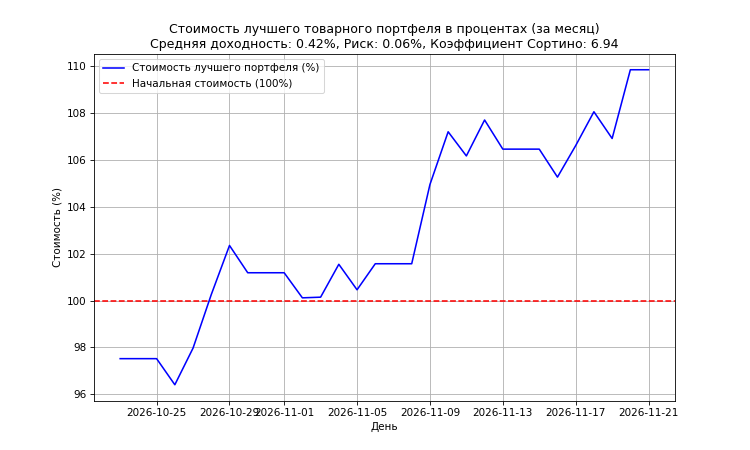 Стоимость лучшего товарного портфеля в процентах (за месяц)
Средняя доходность: 0.42%, Риск: 0.06%, Коэффициент Сортино: 6.94
Стоимость лучшего портфеля (%)
Начальная стоимость (100%)
Стоимость (%)
110
108
106
104
102
100
98
96
2026-10-25
2026-10-29
2026-11-01
2026-11-05
2026-11-09
2026-11-13
2026-11-17
2026-11-21
День